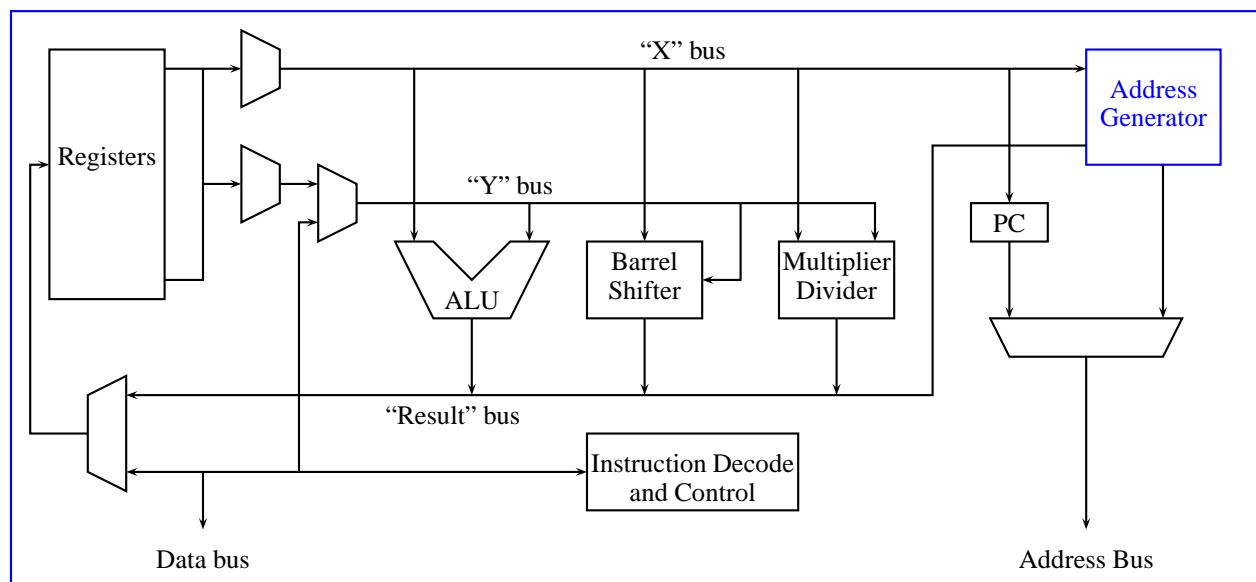 “X” bus
Address
Generator
Registers
“Y” bus
PC
Barrel
Shifter
Multiplier
Divider
ALU
“Result” bus
Instruction Decode
and Control
Data bus
Address Bus